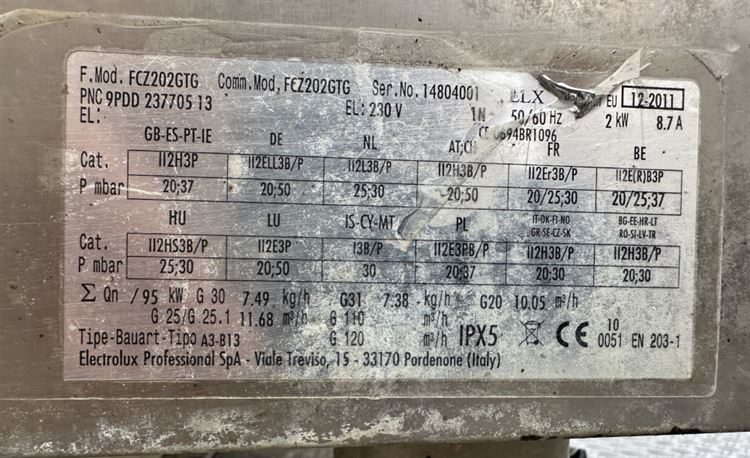 F.Mod. FCZ202GTG Comm.Mod. FCZ202GTG Ser.No. 14804001 ELX EU 12-2011
PNC 9PDD 237705 13 EL: 230 V 1N 50/60 Hz 2 kW 8.7 A
EL: CE 0694BR1096
GB-ES-PT-IE DE NL AT;CH FR BE
Cat. II2H3P II2ELL3B/P II2L3B/P II2H3B/P II2Er3B/P II2E(R)B3P
P mbar 20;37 20;50 25;30 20;50 20/25;30 20/25;37
HU LU IS-CY-MT PL IT-DK-FI-NO BG-EE-HR-LT
GR-SE-CZ-SK RO-SI-LV-TR
Cat. II2HS3B/P II2E3P I3B/P II2E3PB/P II2H3B/P II2H3B/P
P mbar 25;30 20;50 30 20;37 20;30 20;30
Σ Qn /95 kW G 30 7.49 kg/h G31 7.38 kg/h G20 10.05 m³/h
G 25/G 25.1 11.68 m³/h G 110 m³/h
Tipe-Bauart-Tipo A3-B13 G 120 m³/h IPX5 CE 10
0051 EN 203-1
Electrolux Professional SpA - Viale Treviso, 15 - 33170 Pordenone (Italy)